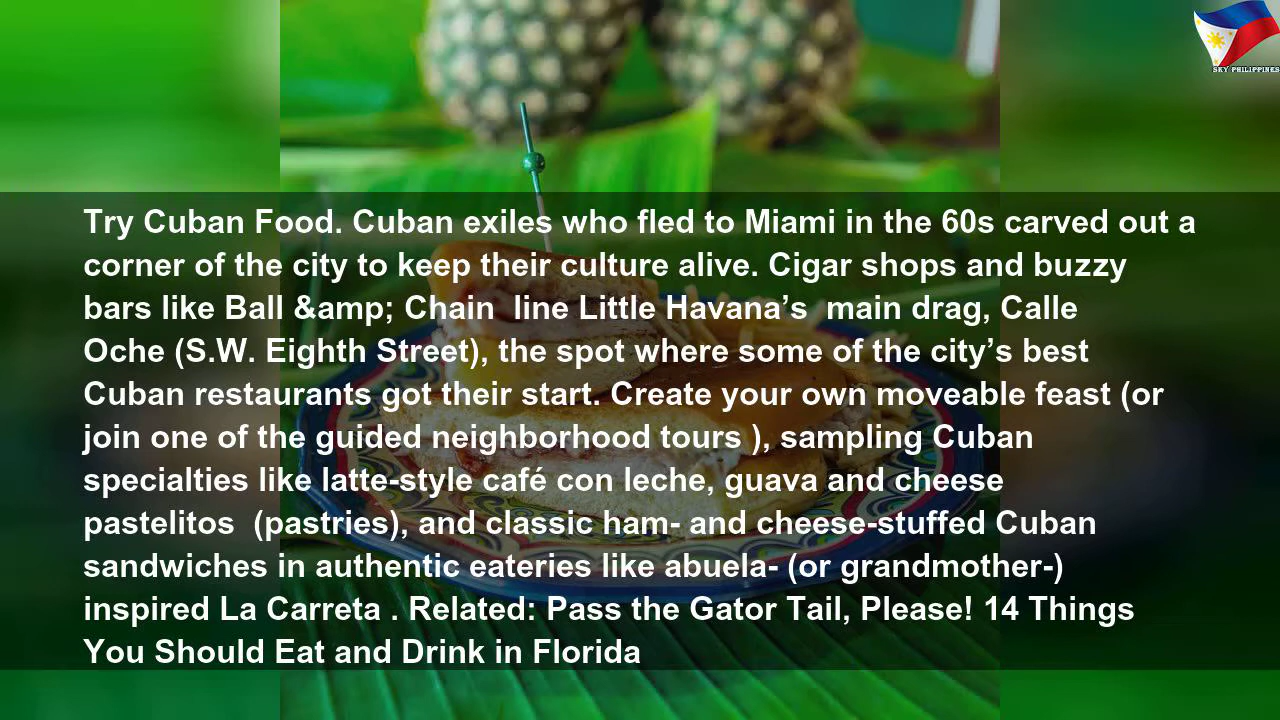 SKY PHILIPPINES
Try Cuban Food. Cuban exiles who fled to Miami in the 60s carved out a
corner of the city to keep their culture alive. Cigar shops and buzzy
bars like Ball &amp; Chain  line Little Havana’s  main drag, Calle
Oche (S.W. Eighth Street), the spot where some of the city’s best
Cuban restaurants got their start. Create your own moveable feast (or
join one of the guided neighborhood tours ), sampling Cuban
specialties like latte-style café con leche, guava and cheese
pastelitos  (pastries), and classic ham- and cheese-stuffed Cuban
sandwiches in authentic eateries like abuela- (or grandmother-)
inspired La Carreta . Related: Pass the Gator Tail, Please! 14 Things
You Should Eat and Drink in Florida